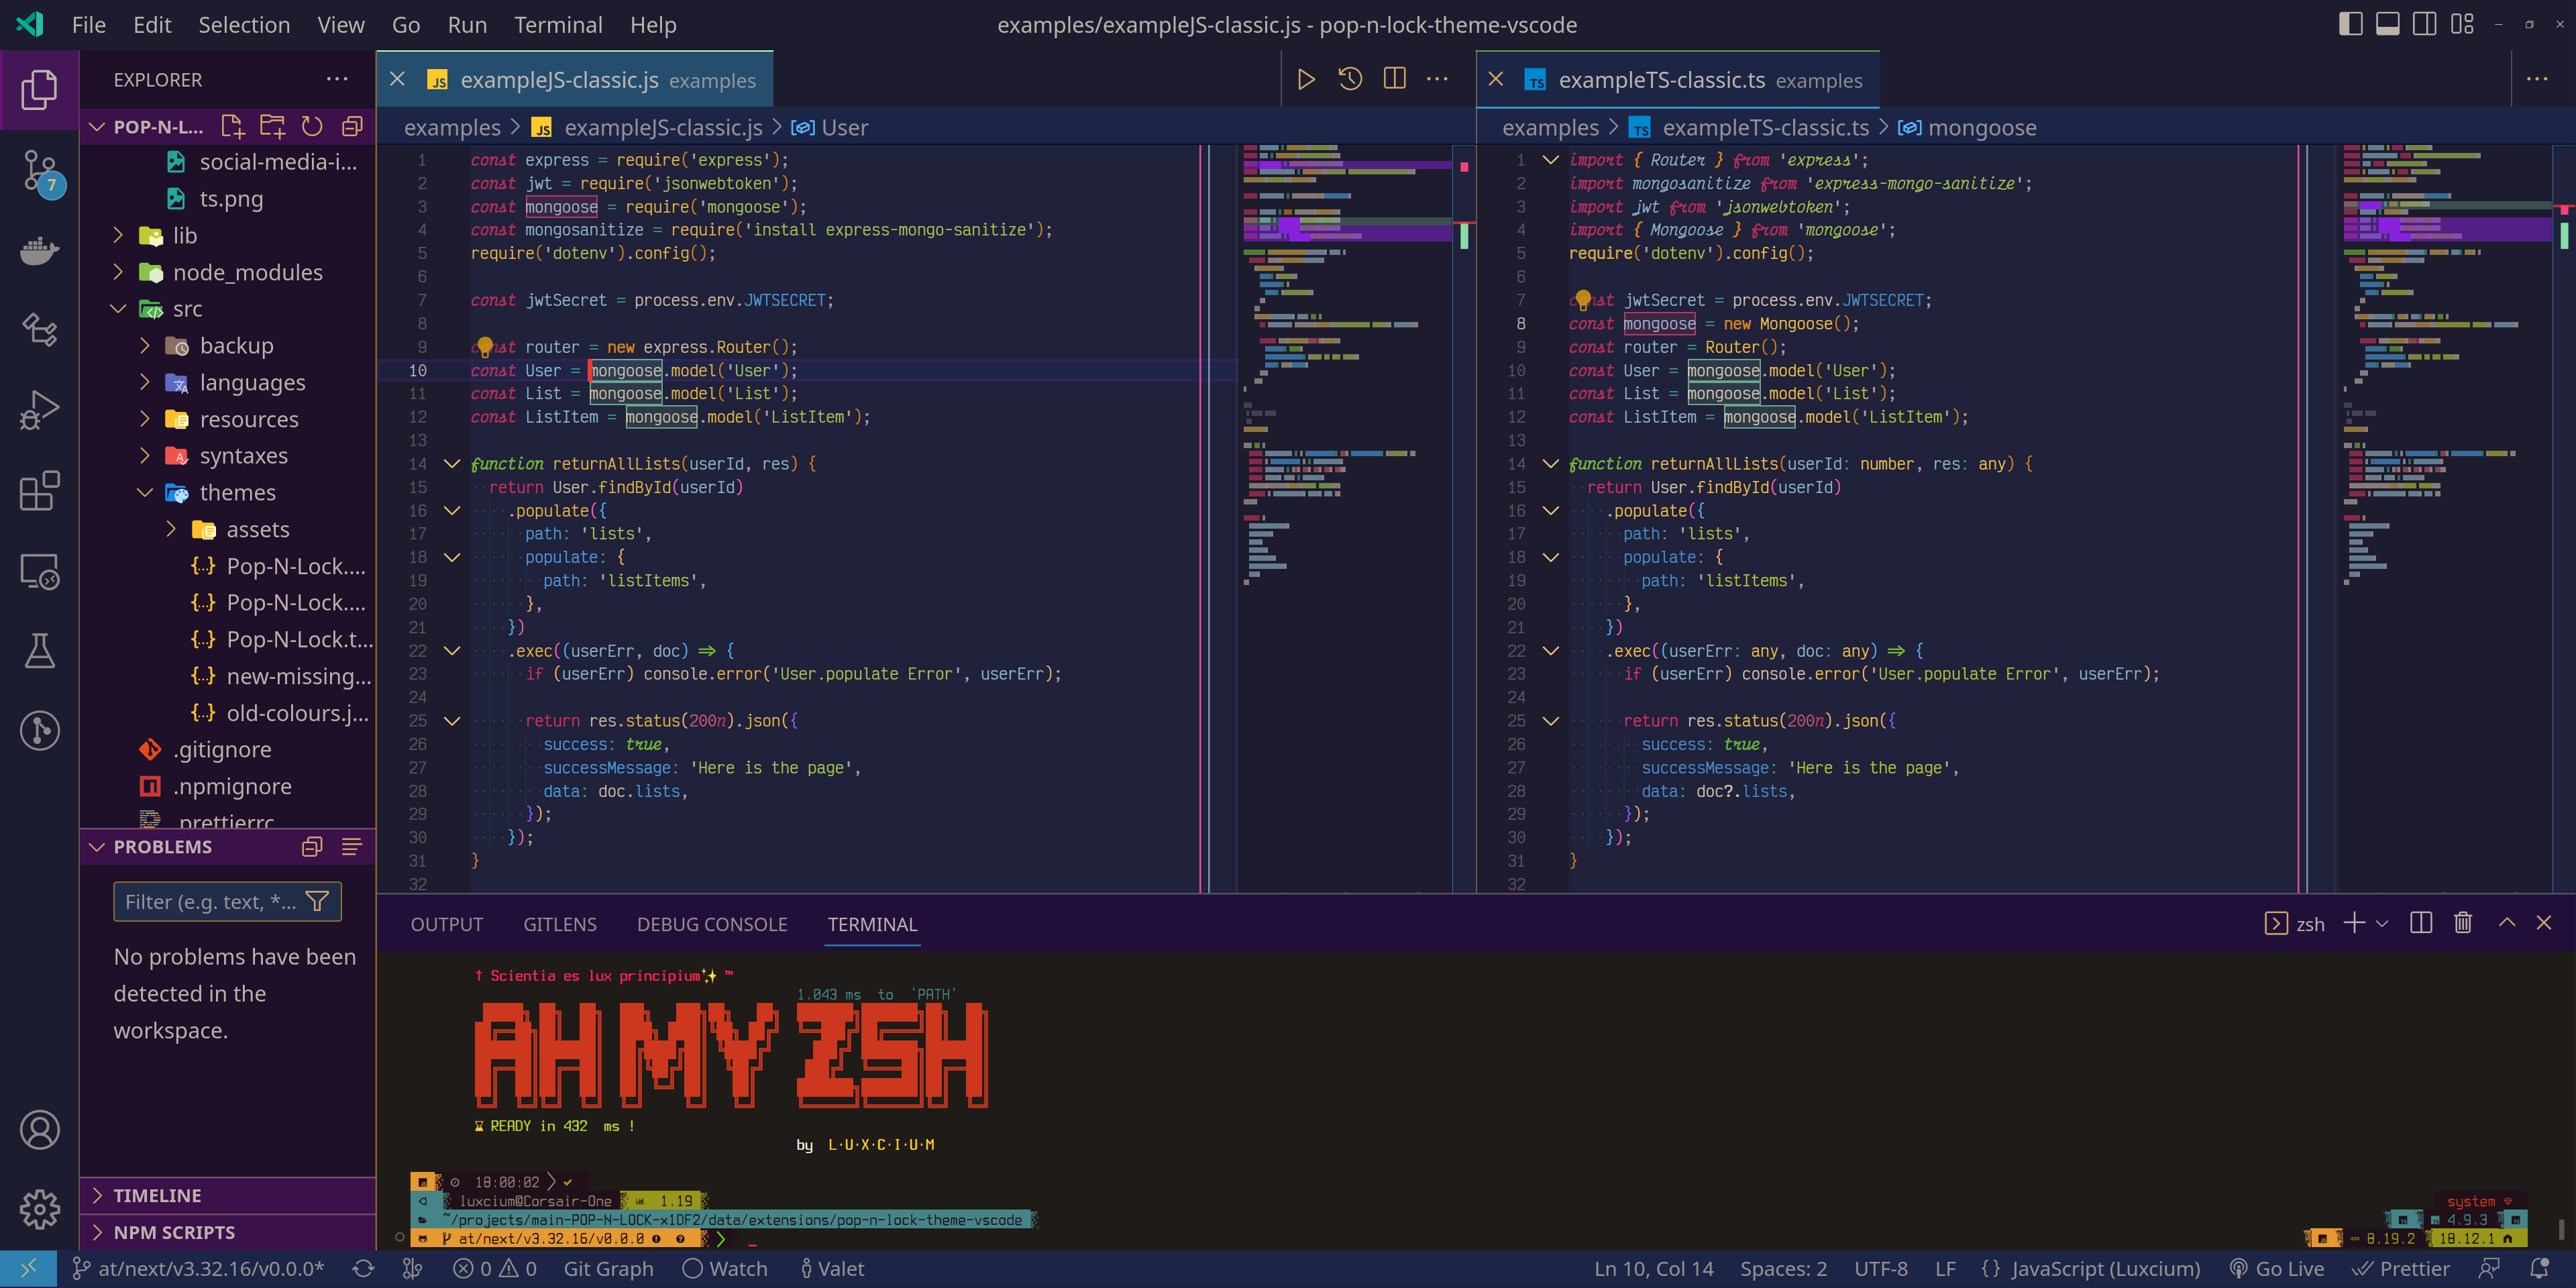 File Edit Selection View Go Run Terminal Help
examples/exampleJS-classic.js - pop-n-lock-theme-vscode
EXPLORER
POP-N-L...
social-media-i...
ts.png
lib
node_modules
src
backup
languages
resources
syntaxes
themes
assets
{..} Pop-N-Lock....
{..} Pop-N-Lock....
{..} Pop-N-Lock.t...
{..} new-missing...
{..} old-colours.j...
.gitignore
.npmignore
.prettierrc
7
PROBLEMS
Filter (e.g. text, *...
No problems have been
detected in the
workspace.
TIMELINE
NPM SCRIPTS
JS exampleJS-classic.js examples
examples > JS exampleJS-classic.js > User
1 const express = require('express');
2 const jwt = require('jsonwebtoken');
3 const mongoose = require('mongoose');
4 const mongosanitize = require('install express-mongo-sanitize');
5 require('dotenv').config();
6
7 const jwtSecret = process.env.JWTSECRET;
8
9 const router = new express.Router();
10 const User = mongoose.model('User');
11 const List = mongoose.model('List');
12 const ListItem = mongoose.model('ListItem');
13
14 function returnAllLists(userId, res) {
15 return User.findById(userId)
16 .populate({
17 path: 'lists',
18 populate: {
19 path: 'listItems',
20 },
21 })
22 .exec((userErr, doc) => {
23 if (userErr) console.error('User.populate Error', userErr);
24
25 return res.status(200n).json({
26 success: true,
27 successMessage: 'Here is the page',
28 data: doc.lists,
29 });
30 });
31 }
32
TS exampleTS-classic.ts examples
examples > TS exampleTS-classic.ts > mongoose
1 import { Router } from 'express';
2 import mongosanitize from 'express-mongo-sanitize';
3 import jwt from 'jsonwebtoken';
4 import { Mongoose } from 'mongoose';
5 require('dotenv').config();
6
7 const jwtSecret = process.env.JWTSECRET;
8 const mongoose = new Mongoose();
9 const router = Router();
10 const User = mongoose.model('User');
11 const List = mongoose.model('List');
12 const ListItem = mongoose.model('ListItem');
13
14 function returnAllLists(userId: number, res: any) {
15 return User.findById(userId)
16 .populate({
17 path: 'lists',
18 populate: {
19 path: 'listItems',
20 },
21 })
22 .exec((userErr: any, doc: any) => {
23 if (userErr) console.error('User.populate Error', userErr);
24
25 return res.status(200n).json({
26 success: true,
27 successMessage: 'Here is the page',
28 data: doc?.lists,
29 });
30 });
31 }
32
OUTPUT GITLENS DEBUG CONSOLE TERMINAL
zsh
† Scientia es lux principium✨ ™
1.043 ms to 'PATH'
AH MY ZSH
READY in 432 ms !
by L·U·X·C·I·U·M
18:00:02
luxcium@Corsair-One 1.19
~/projects/main-POP-N-LOCK-x1DF2/data/extensions/pop-n-lock-theme-vscode
at/next/v3.32.16/v0.0.0
system
4.9.3
8.19.2 18.12.1
at/next/v3.32.16/v0.0.0* 0 0 Git Graph Watch Valet
Ln 10, Col 14 Spaces: 2 UTF-8 LF {} JavaScript (Luxcium) Go Live Prettier